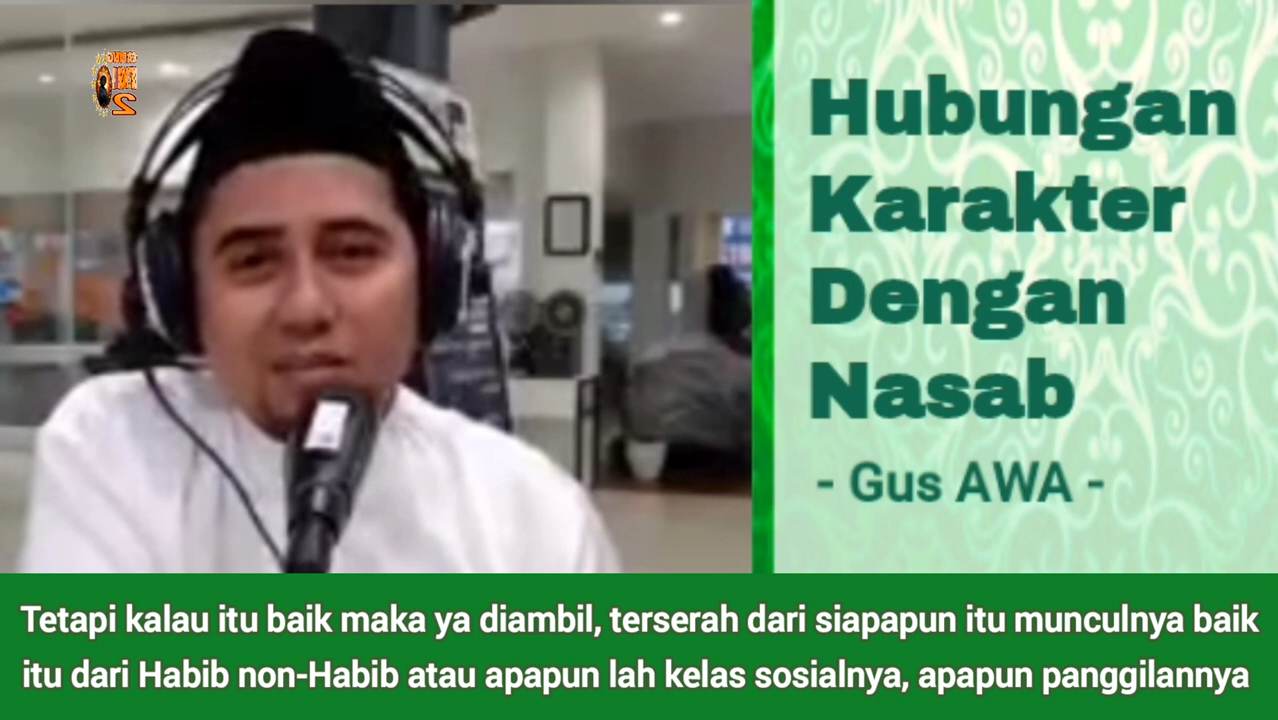 Hubungan
Karakter
Dengan
Nasab
- Gus AWA -
Tetapi kalau itu baik maka ya diambil, terserah dari siapapun itu munculnya baik
itu dari Habib non-Habib atau apapun lah kelas sosialnya, apapun panggilannya